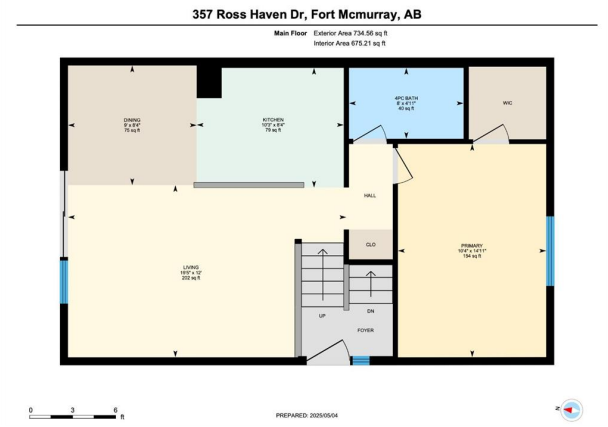 357 Ross Haven Dr, Fort Mcmurray, AB
Main Floor Exterior Area 734.56 sq ft
Interior Area 675.21 sq ft
DINING
9' x 8'4"
75 sq ft
KITCHEN
10'3" x 8'4"
79 sq ft
4PC BATH
8' x 4'11"
40 sq ft
WIC
HALL
CLO
PRIMARY
10'4" x 14'11"
154 sq ft
LIVING
12'
202 sq ft
UP
DN
FOYER
0 3 6 ft
PREPARED: 2025/05/04
N